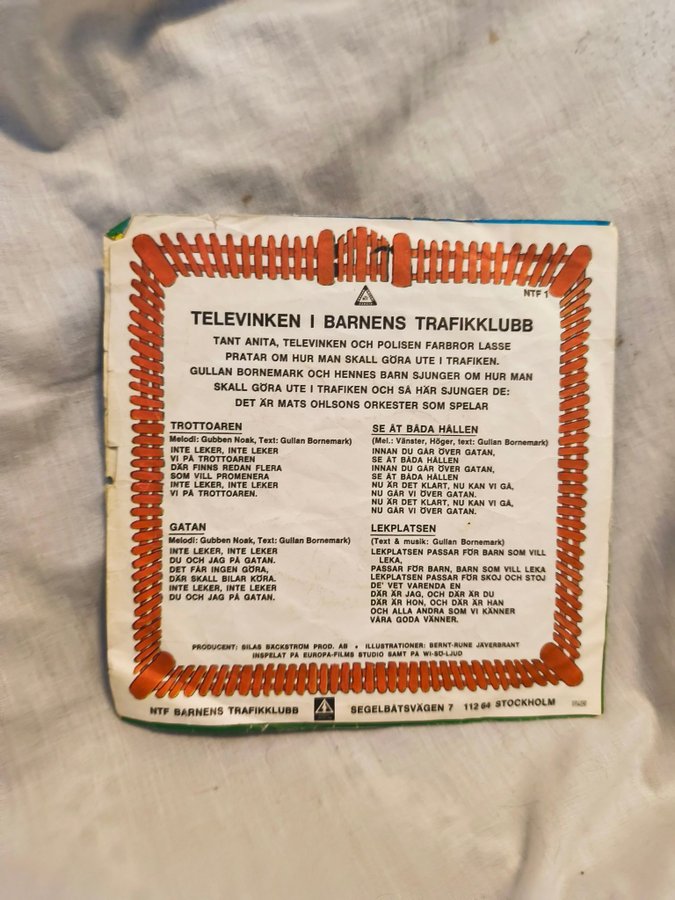 NTF 1
TELEVINKEN I BARNENS TRAFIKKLUBB
TANT ANITA, TELEVINKEN OCH POLISEN FARBROR LASSE
PRATAR OM HUR MAN SKALL GÖRA UTE I TRAFIKEN.
GULLAN BORNEMARK OCH HENNES BARN SJUNGER OM HUR MAN
SKALL GÖRA UTE I TRAFIKEN OCH SÅ HÄR SJUNGER DE:
DET ÄR MATS OHLSONS ORKESTER SOM SPELAR
TROTTOAREN
Melodi: Gubben Noak, Text: Gullan Bornemark)
INTE LEKER, INTE LEKER
VI PÅ TROTTOAREN
DÄR FINNS REDAN FLERA
SOM VILL PROMENERA
INTE LEKER, INTE LEKER
VI PÅ TROTTOAREN.
GATAN
Melodi: Gubben Noak, Text: Gullan Bornemark)
INTE LEKER, INTE LEKER
DU OCH JAG PÅ GATAN.
DET FÅR INGEN GÖRA,
DÄR SKALL BILAR KÖRA.
INTE LEKER, INTE LEKER
DU OCH JAG PÅ GATAN.
SE ÅT BÅDA HÅLLEN
(Mel.: Vänster, Höger, text: Gullan Bornemark)
INNAN DU GÅR ÖVER GATAN,
SE ÅT BÅDA HÅLLEN
INNAN DU GÅR ÖVER GATAN,
SE ÅT BÅDA HÅLLEN
NU ÄR DET KLART, NU KAN VI GÅ,
NU GÅR VI ÖVER GATAN.
NU ÄR DET KLART, NU KAN VI GÅ,
NU GÅR VI ÖVER GATAN.
LEKPLATSEN
(Text & musik: Gullan Bornemark)
LEKPLATSEN PASSAR FÖR BARN SOM VILL
LEKA,
PASSAR FÖR BARN, BARN SOM VILL LEKA
LEKPLATSEN PASSAR FÖR SKOJ OCH STOJ
DE' VET VARENDA EN
DÄR ÄR JAG, OCH DÄR ÄR DU
DÄR ÄR HON, OCH DÄR ÄR HAN
OCH ALLA ANDRA SOM VI KÄNNER
VÅRA GODA VÄNNER.
PRODUCENT: SILAS BÄCKSTRÖM PROD. AB • ILLUSTRATIONER: BERNT-RUNE JÄVERBRANT
INSPELAT PÅ EUROPA-FILMS STUDIO SAMT PÅ WI-SO-LJUD
NTF BARNENS TRAFIKKLUBB SEGELBÅTSVÄGEN 7 112 64 STOCKHOLM